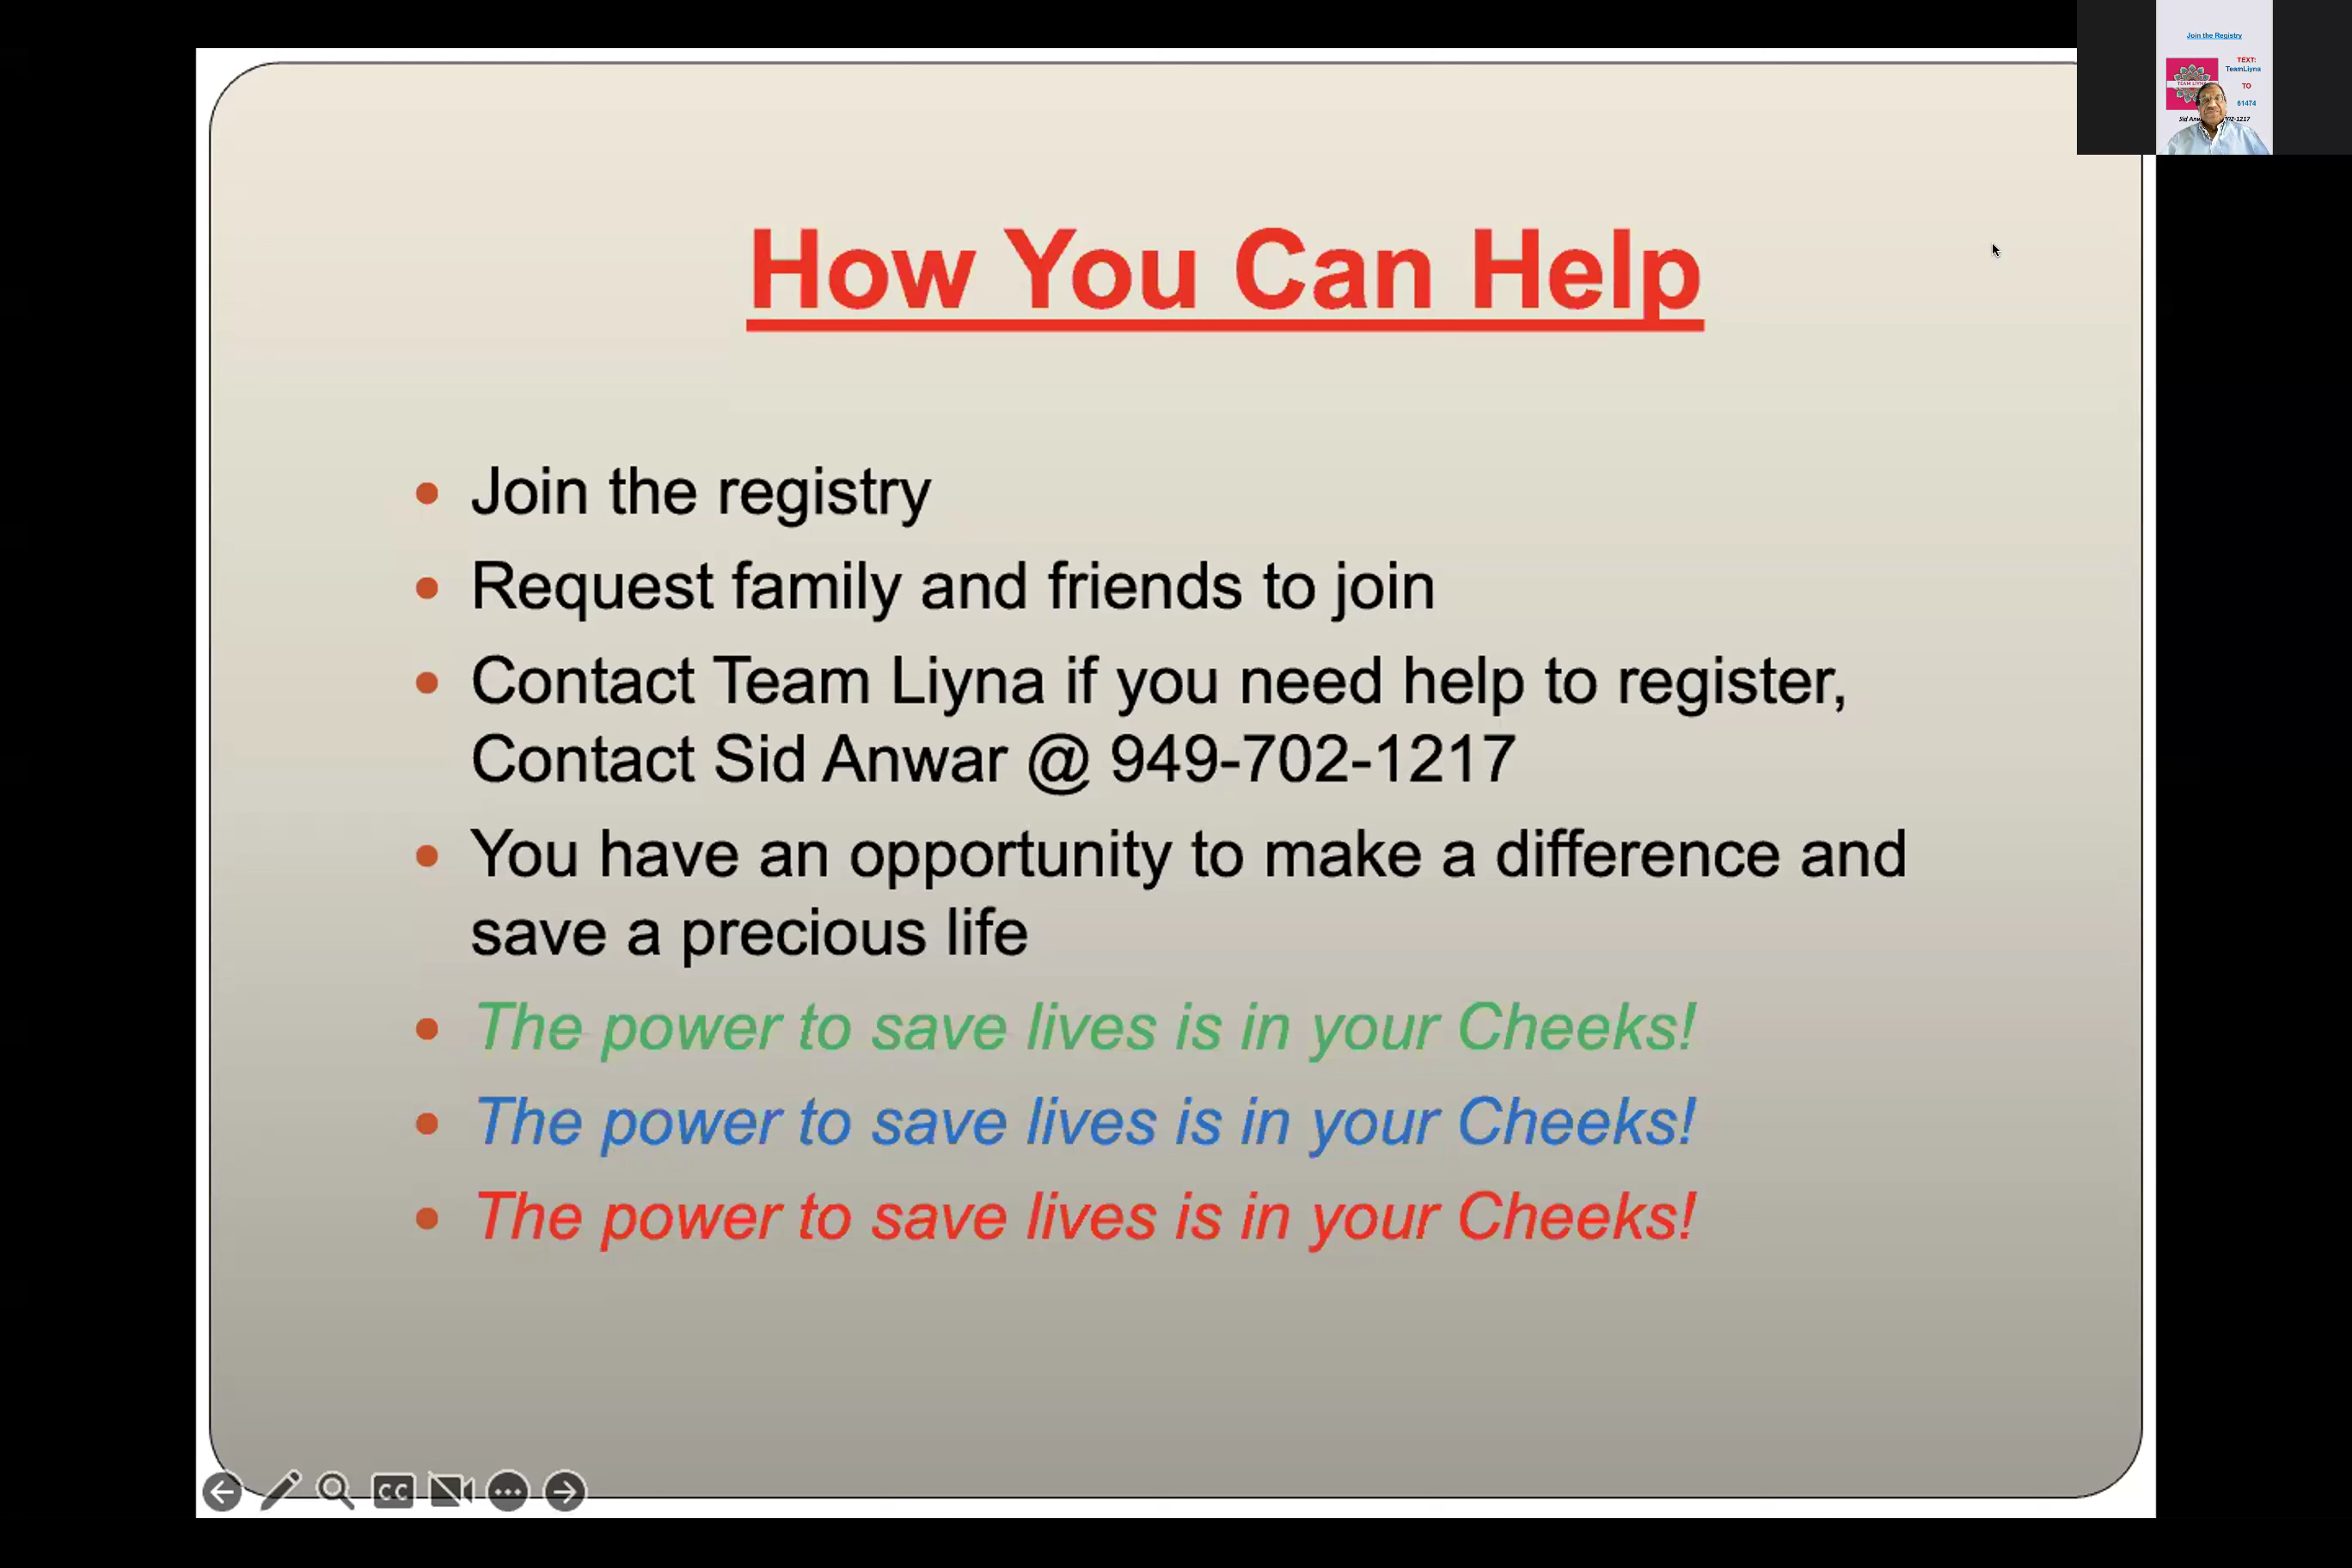 How You Can Help
Join the registry
Request family and friends to join
Contact Team Liyna if you need help to register,
Contact Sid Anwar @ 949-702-1217
You have an opportunity to make a difference and
save a precious life
The power to save lives is in your Cheeks!
The power to save lives is in your Cheeks!
The power to save lives is in your Cheeks!
CC
Join the Registry
TEXT:
TeamLiyna
TO
61474